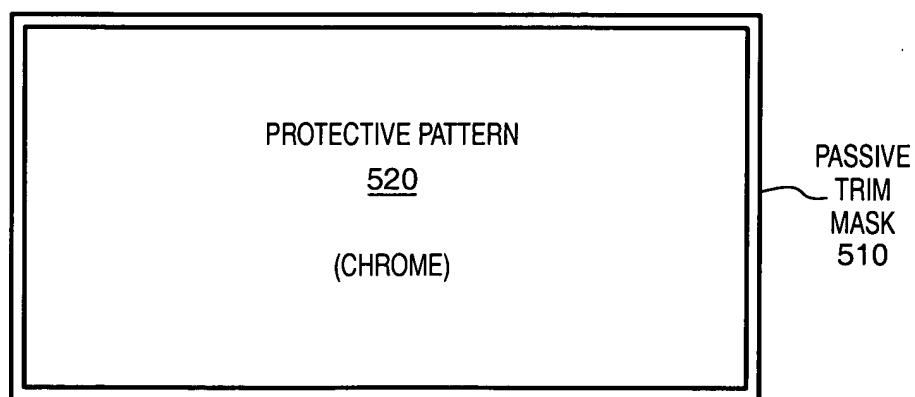 PROTECTIVE PATTERN
520
(CHROME)
PASSIVE
TRIM
MASK
510